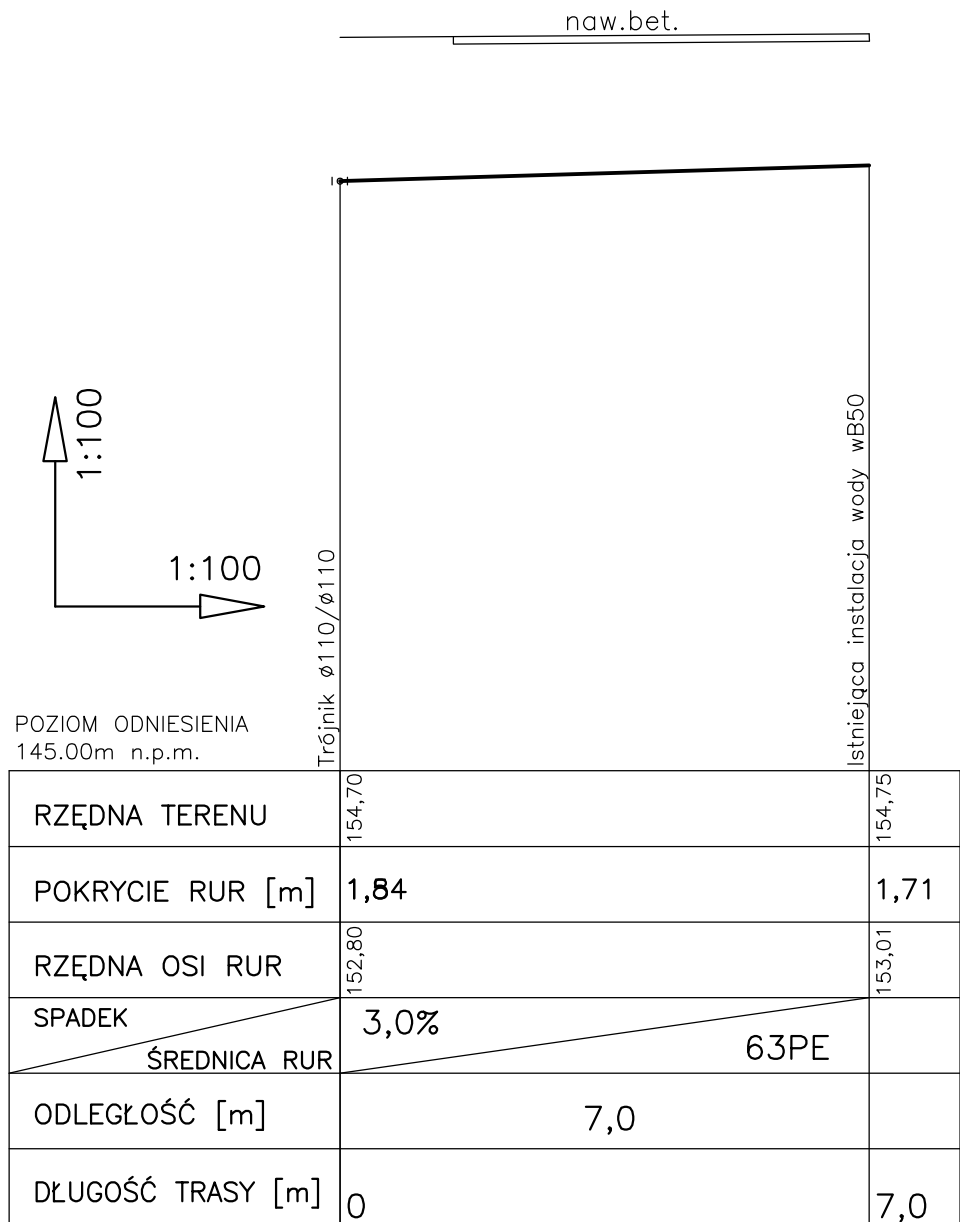 naw.bet.
1:100
1:100
Trójnik ø110/ø110
Istniejąca instalacja wody wB50
POZIOM ODNIESIENIA
145.00m n.p.m.
RZĘDNA TERENU 154,70 154,75
POKRYCIE RUR [m] 1,84 1,71
RZĘDNA OSI RUR 152,80 153,01
SPADEK 3,0%
ŚREDNICA RUR 63PE
ODLEGŁOŚĆ [m] 7,0
DŁUGOŚĆ TRASY [m] 0 7,0